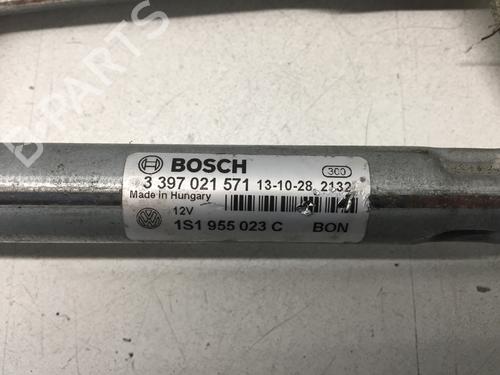 B-PARTS
BOSCH
300
3 397 021 571 13-10-28 2132
Made in Hungary
12V
1S1 955 023 C BON